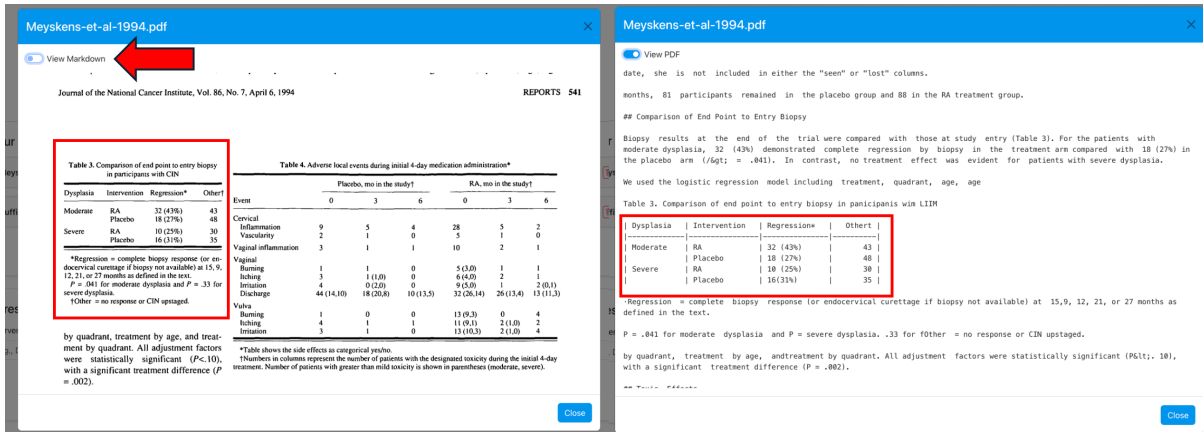 Meyskens-et-al-1994.pdf
View Markdown
Journal of the National Cancer Institute, Vol. 86, No. 7, April 6, 1994 REPORTS 541
Table 3. Comparison of end point to entry biopsy
in participants with CIN
Dysplasia Intervention Regression* Other†
Moderate RA 32 (43%) 43
Placebo 18 (27%) 48
Severe RA 10 (25%) 30
Placebo 16 (31%) 35
*Regression = complete biopsy response (or en-
docervical curettage if biopsy not available) at 15, 9,
12, 21, or 27 months as defined in the text.
P = .041 for moderate dysplasia and P = .33 for
severe dysplasia.
†Other = no response or CIN upstaged.
by quadrant, treatment by age, and treat-
ment by quadrant. All adjustment factors
were statistically significant (P<.10),
with a significant treatment difference (P
= .002).
Table 4. Adverse local events during initial 4-day medication administration*
Placebo, mo in the study† RA, mo in the study†
Event 0 3 6 0 3 6
Cervical
Inflammation 9 5 4 28 5 2
Vascularity 2 1 0 5 1 0
Vaginal inflammation 3 1 1 10 2 1
Vaginal
Burning 1 1 0 5 (3,0) 1 1
Itching 3 1 (1,0) 0 6 (4,0) 2 1
Irritation 4 0 (2,0) 0 9 (5,0) 1 2 (0,1)
Discharge 44 (14,10) 18 (20,8) 10 (13,5) 32 (26,14) 26 (13,4) 13 (11,3)
Vulva
Burning 1 0 0 13 (9,3) 0 4
Itching 4 1 1 11 (9,1) 2 (1,0) 2
Irritation 3 1 0 13 (10,3) 2 (1,0) 4
*Table shows the side effects as categorical yes/no.
†Numbers in columns represent the number of patients with the designated toxicity during the initial 4-day
treatment. Number of patients with greater than mild toxicity is shown in parentheses (moderate, severe).
Close
Meyskens-et-al-1994.pdf
View PDF
date, she is not included in either the "seen" or "lost" columns.
months, 81 participants remained in the placebo group and 88 in the RA treatment group.
## Comparison of End Point to Entry Biopsy
Biopsy results at the end of the trial were compared with those at study entry (Table 3). For the patients with
moderate dysplasia, 32 (43%) demonstrated complete regression by biopsy in the treatment arm compared with 18 (27%) in
the placebo arm (/&gt; = .041). In contrast, no treatment effect was evident for patients with severe dysplasia.
We used the logistic regression model including treatment, quadrant, age, age
Table 3. Comparison of end point to entry biopsy in panicipanis wim LIIM
| Dysplasia | Intervention | Regression* | Othert |
|-------------|----------------|---------------|----------|
| Moderate | RA | 32 (43%) | 43 |
| | Placebo | 18 (27%) | 48 |
| Severe | RA | 10 (25%) | 30 |
| | Placebo | 16(31%) | 35 |
·Regression = complete biopsy response (or endocervical curettage if biopsy not available) at 15,9, 12, 21, or 27 months as
defined in the text.
P = .041 for moderate dysplasia and P = severe dysplasia. .33 for fOther = no response or CIN upstaged.
by quadrant, treatment by age, andtreatment by quadrant. All adjustment factors were statistically significant (P&lt;. 10),
with a significant treatment difference (P = .002).
Close